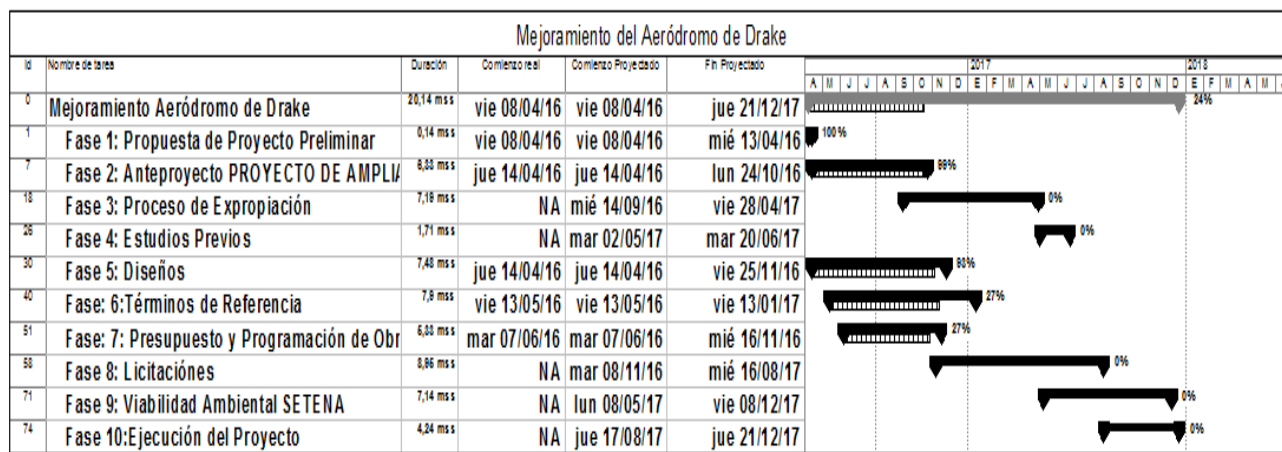 Mejoramiento del Aeródromo de Drake
Id Nombre de tarea Duración Comienzo real Comienzo Proyectado Fin Proyectado 2017 2018
A M J J A S O N D E F M A M J J A S O N D E F M A M J
0 Mejoramiento Aeródromo de Drake 20,14 mss vie 08/04/16 vie 08/04/16 jue 21/12/17 24%
1 Fase 1: Propuesta de Proyecto Preliminar 0,14 mss vie 08/04/16 vie 08/04/16 mié 13/04/16 100%
7 Fase 2: Anteproyecto PROYECTO DE AMPLIA 6,33 mss jue 14/04/16 jue 14/04/16 lun 24/10/16 99%
18 Fase 3: Proceso de Expropiación 7,19 mss NA mié 14/09/16 vie 28/04/17 0%
26 Fase 4: Estudios Previos 1,71 mss NA mar 02/05/17 mar 20/06/17 0%
30 Fase 5: Diseños 7,48 mss jue 14/04/16 jue 14/04/16 vie 25/11/16 93%
40 Fase: 6:Términos de Referencia 7,9 mss vie 13/05/16 vie 13/05/16 vie 13/01/17 27%
51 Fase: 7: Presupuesto y Programación de Obr 5,33 mss mar 07/06/16 mar 07/06/16 mié 16/11/16 27%
58 Fase 8: Licitaciónes 8,95 mss NA mar 08/11/16 mié 16/08/17 0%
71 Fase 9: Viabilidad Ambiental SETENA 7,14 mss NA lun 08/05/17 vie 08/12/17 0%
74 Fase 10:Ejecución del Proyecto 4,24 mss NA jue 17/08/17 jue 21/12/17 0%